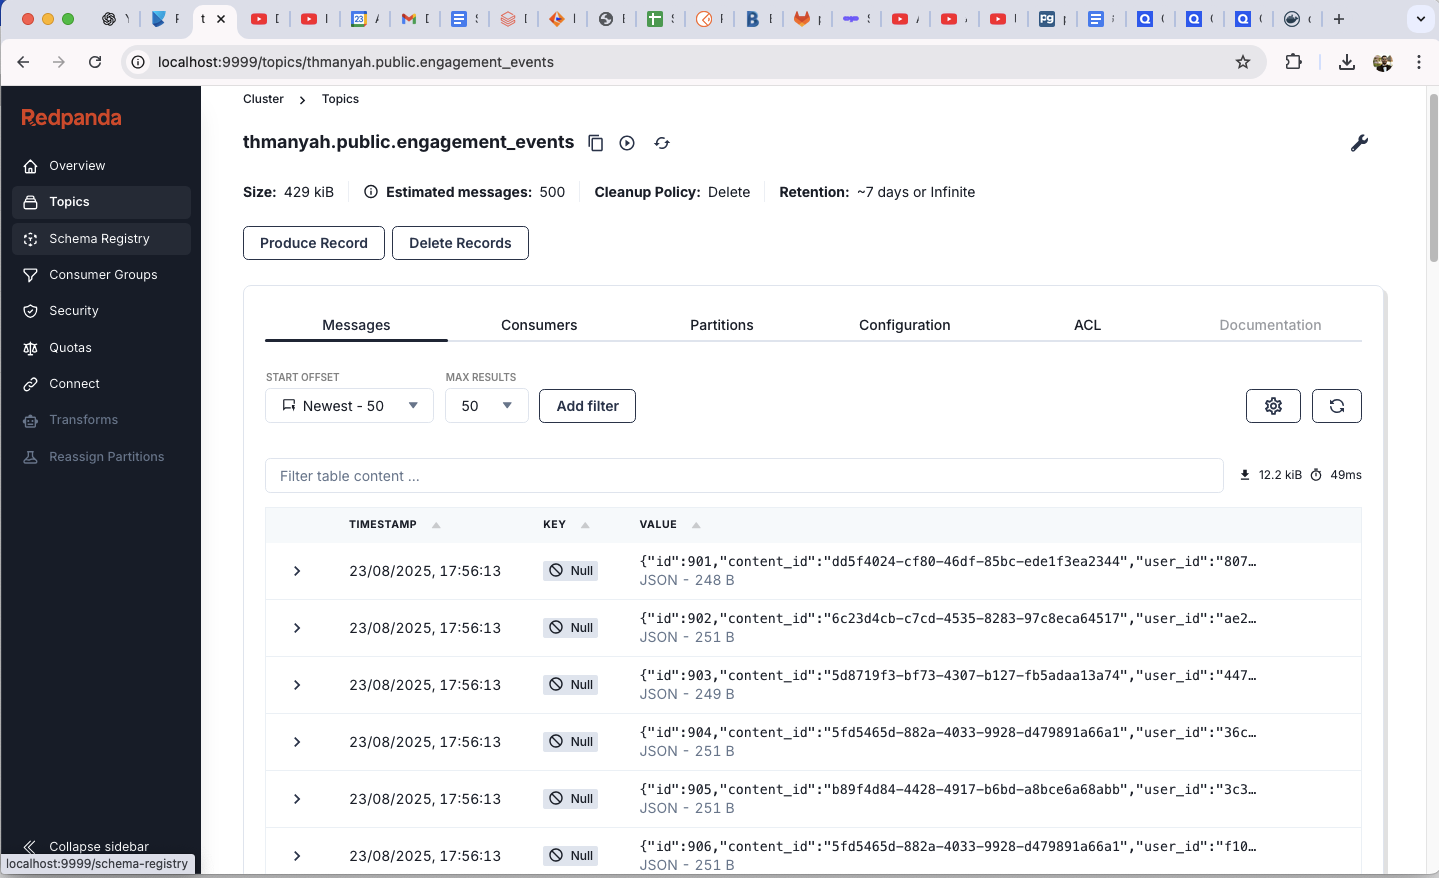 localhost:9999/topics/thmanyah.public.engagement_events
Redpanda
Overview
Topics
Schema Registry
Consumer Groups
Security
Quotas
Connect
Transforms
Reassign Partitions
Collapse sidebar
localhost:9999/schema-registry
Cluster > Topics
thmanyah.public.engagement_events
Size: 429 kiB Estimated messages: 500 Cleanup Policy: Delete Retention: ~7 days or Infinite
Produce Record Delete Records
Messages Consumers Partitions Configuration ACL Documentation
START OFFSET MAX RESULTS
Newest - 50 50 Add filter
Filter table content ... 12.2 kiB 49ms
TIMESTAMP KEY VALUE
23/08/2025, 17:56:13 Null {"id":901,"content_id":"dd5f4024-cf80-46df-85bc-ede1f3ea2344","user_id":"807…
JSON - 248 B
23/08/2025, 17:56:13 Null {"id":902,"content_id":"6c23d4cb-c7cd-4535-8283-97c8eca64517","user_id":"ae2…
JSON - 251 B
23/08/2025, 17:56:13 Null {"id":903,"content_id":"5d8719f3-bf73-4307-b127-fb5adaa13a74","user_id":"447…
JSON - 249 B
23/08/2025, 17:56:13 Null {"id":904,"content_id":"5fd5465d-882a-4033-9928-d479891a66a1","user_id":"36c…
JSON - 251 B
23/08/2025, 17:56:13 Null {"id":905,"content_id":"b89f4d84-4428-4917-b6bd-a8bce6a68abb","user_id":"3c3…
JSON - 251 B
23/08/2025, 17:56:13 Null {"id":906,"content_id":"5fd5465d-882a-4033-9928-d479891a66a1","user_id":"f10…
JSON - 251 B